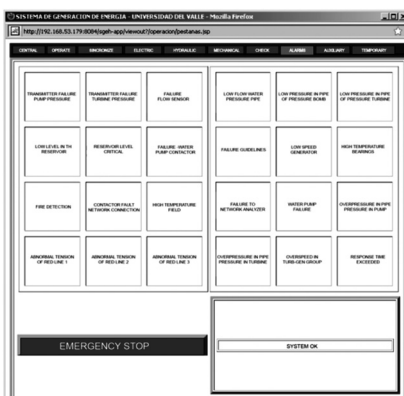 SISTEMA DE GENERACION DE ENERGIA - UNIVERSIDAD DEL VALLE - Mozilla Firefox
http://192.168.53.179:8084/sgeh-app/viewout7/operacion/pestanas.jsp
CENTRAL OPERATE SINCRONIZE ELECTRIC HYDRAULIC MECHANICAL CHECK ALARMS AUXILIARY TEMPORARY
TRANSMITTER FAILURE
PUMP PRESSURE
TRANSMITTER FAILURE
TURBINE PRESSURE
FAILURE
FLOW SENSOR
LOW FLOW WATER
PRESSURE PIPE
LOW PRESSURE IN PIPE
OF PRESSURE BOMB
LOW PRESSURE IN PIPE
OF PRESSURE TURBINE
LOW LEVEL IN TH
RESERVOIR
RESERVOIR LEVEL
CRITICAL
FAILURE -WATER
PUMP CONTACTOR
FAILURE GUIDELINES
LOW SPEED
GENERATOR
HIGH TEMPERATURE
BEARINGS
FIRE DETECTION
CONTACTOR FAULT
NETWORK CONNECTION
HIGH TEMPERATURE
FIELD
FAILURE TO
NETWORK ANALYZER
WATER PUMP
FAILURE
OVERPRESSURE IN PIPE
PRESSURE IN PUMP
ABNORMAL TENSION
OF RED LINE 1
ABNORMAL TENSION
OF RED LINE 2
ABNORMAL TENSION
OF RED LINE 3
OVERPRESSURE IN PIPE
PRESSURE IN TURBINE
OVERSPEED IN
TURB-GEN GROUP
RESPONSE TIME
EXCEEDED
EMERGENCY STOP
SYSTEM OK